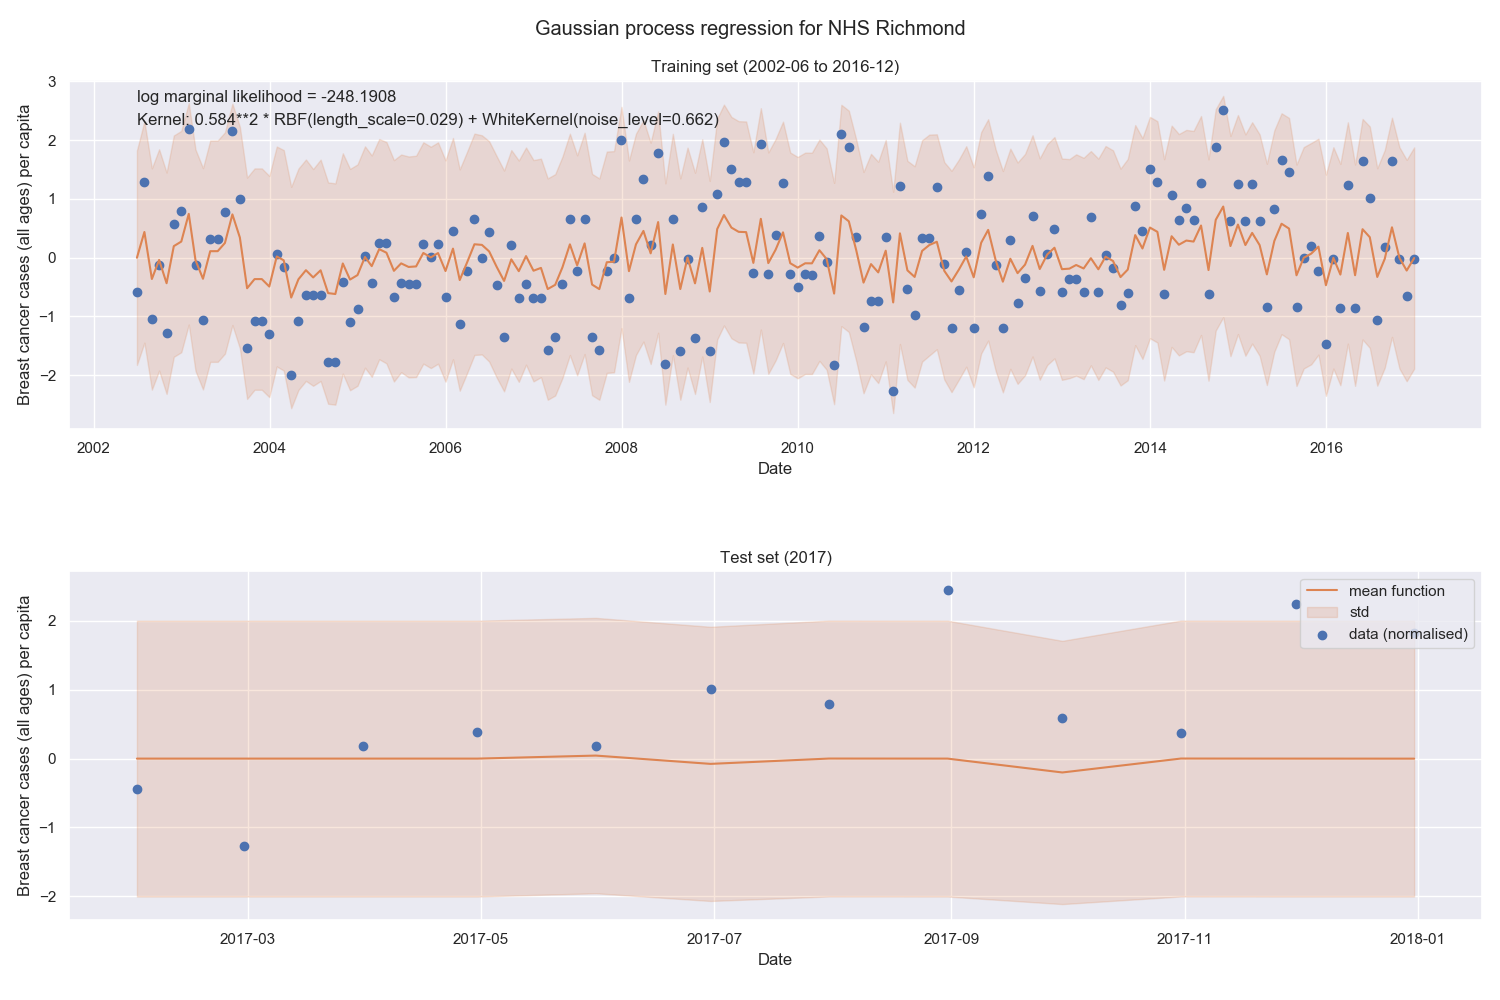 Gaussian process regression for NHS Richmond
Training set (2002-06 to 2016-12)
log marginal likelihood = -248.1908
Kernel: 0.584**2 * RBF(length_scale=0.029) + WhiteKernel(noise_level=0.662)
Breast cancer cases (all ages) per capita
3
2
1
0
−1
−2
2002 2004 2006 2008 2010 2012 2014 2016
Date
Test set (2017)
Breast cancer cases (all ages) per capita
2
1
0
−1
−2
mean function
std
data (normalised)
2017-03 2017-05 2017-07 2017-09 2017-11 2018-01
Date